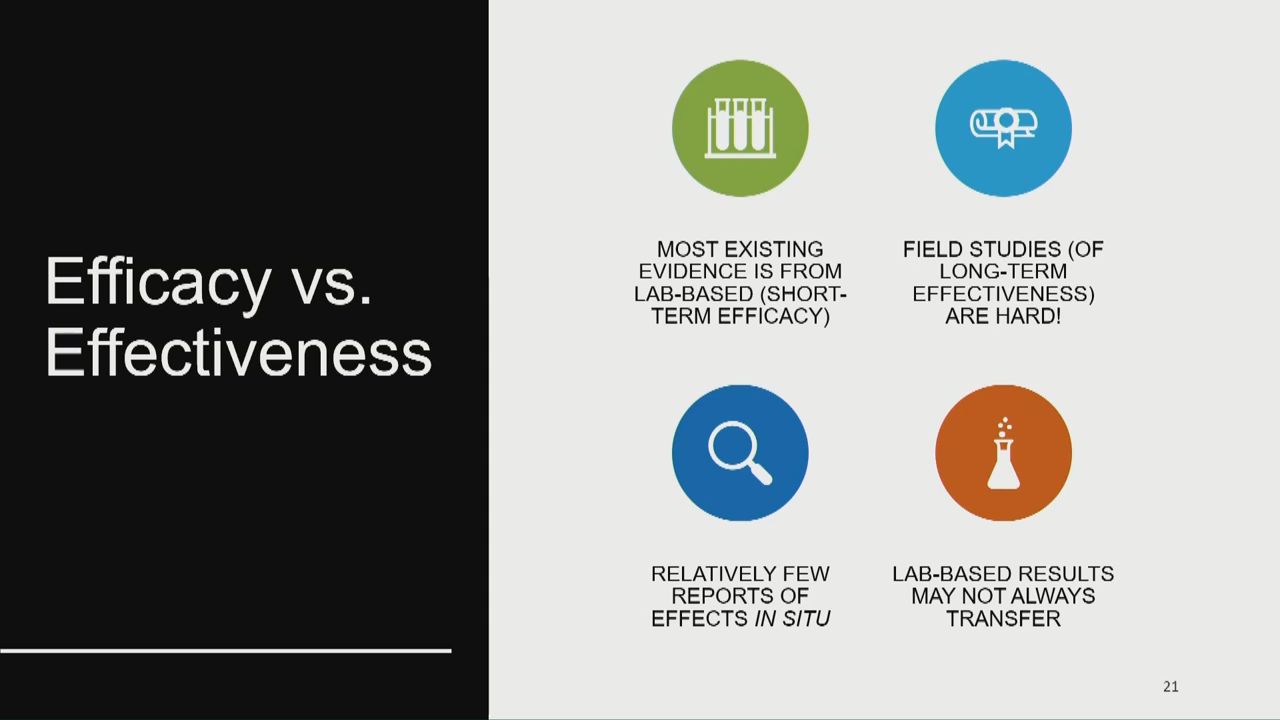 Efficacy vs.
Effectiveness
MOST EXISTING
EVIDENCE IS FROM
LAB-BASED (SHORT-
TERM EFFICACY)
FIELD STUDIES (OF
LONG-TERM
EFFECTIVENESS)
ARE HARD!
RELATIVELY FEW
REPORTS OF
EFFECTS IN SITU
LAB-BASED RESULTS
MAY NOT ALWAYS
TRANSFER
21